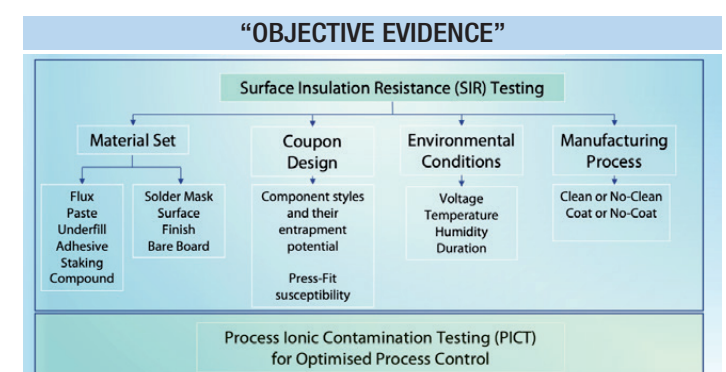 “OBJECTIVE EVIDENCE”
Surface Insulation Resistance (SIR) Testing
Material Set
Coupon
Design
Environmental
Conditions
Manufacturing
Process
Flux
Paste
Underfill
Adhesive
Staking
Compound
Solder Mask
Surface
Finish
Bare Board
Component styles
and their
entrapment
potential
Press-Fit
susceptibility
Voltage
Temperature
Humidity
Duration
Clean or No-Clean
Coat or No-Coat
Process Ionic Contamination Testing (PICT)
for Optimised Process Control